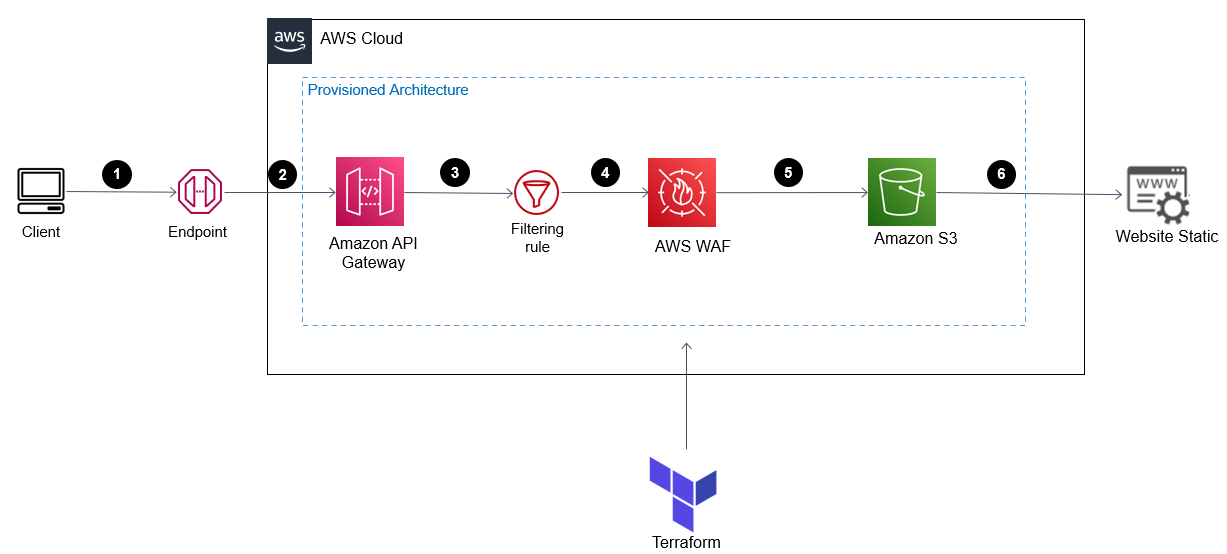 aws
AWS Cloud
Provisioned Architecture
1
2
3
4
5
6
WWW
Client
Endpoint
Amazon API
Gateway
Filtering
rule
AWS WAF
Amazon S3
Website Static
Terraform